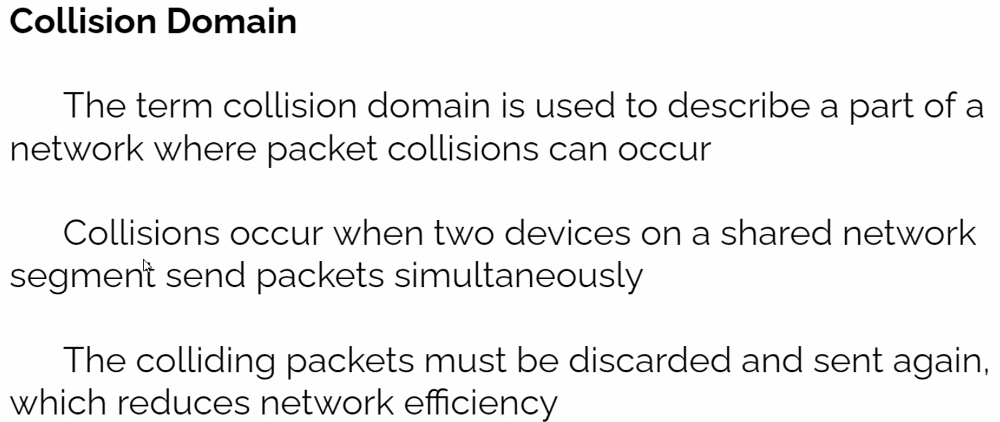 Collision Domain
The term collision domain is used to describe a part of a
network where packet collisions can occur
Collisions occur when two devices on a shared network
segment send packets simultaneously
The colliding packets must be discarded and sent again,
which reduces network efficiency